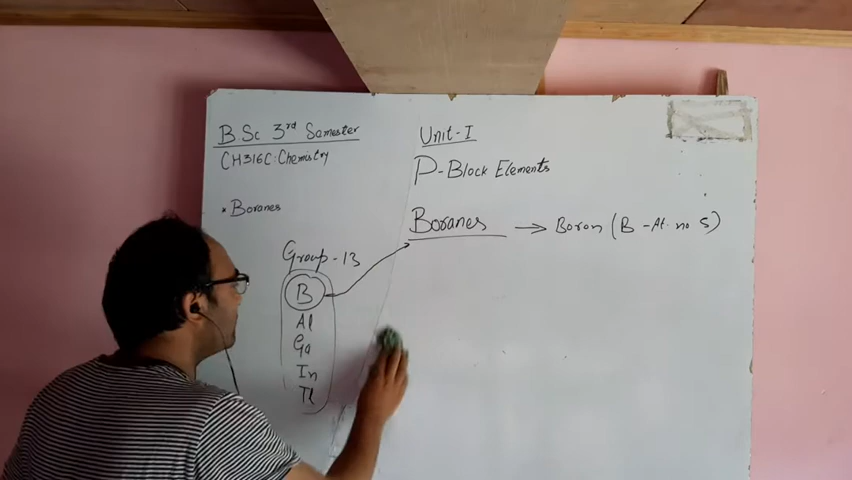 B.Sc 3rd Samester
CH316C: Chemistry
* Boranes
Group - 13
B
Al
Ga
In
Tl
Unit-I
P-Block Elements
Boranes → Boron (B - At. no 5)